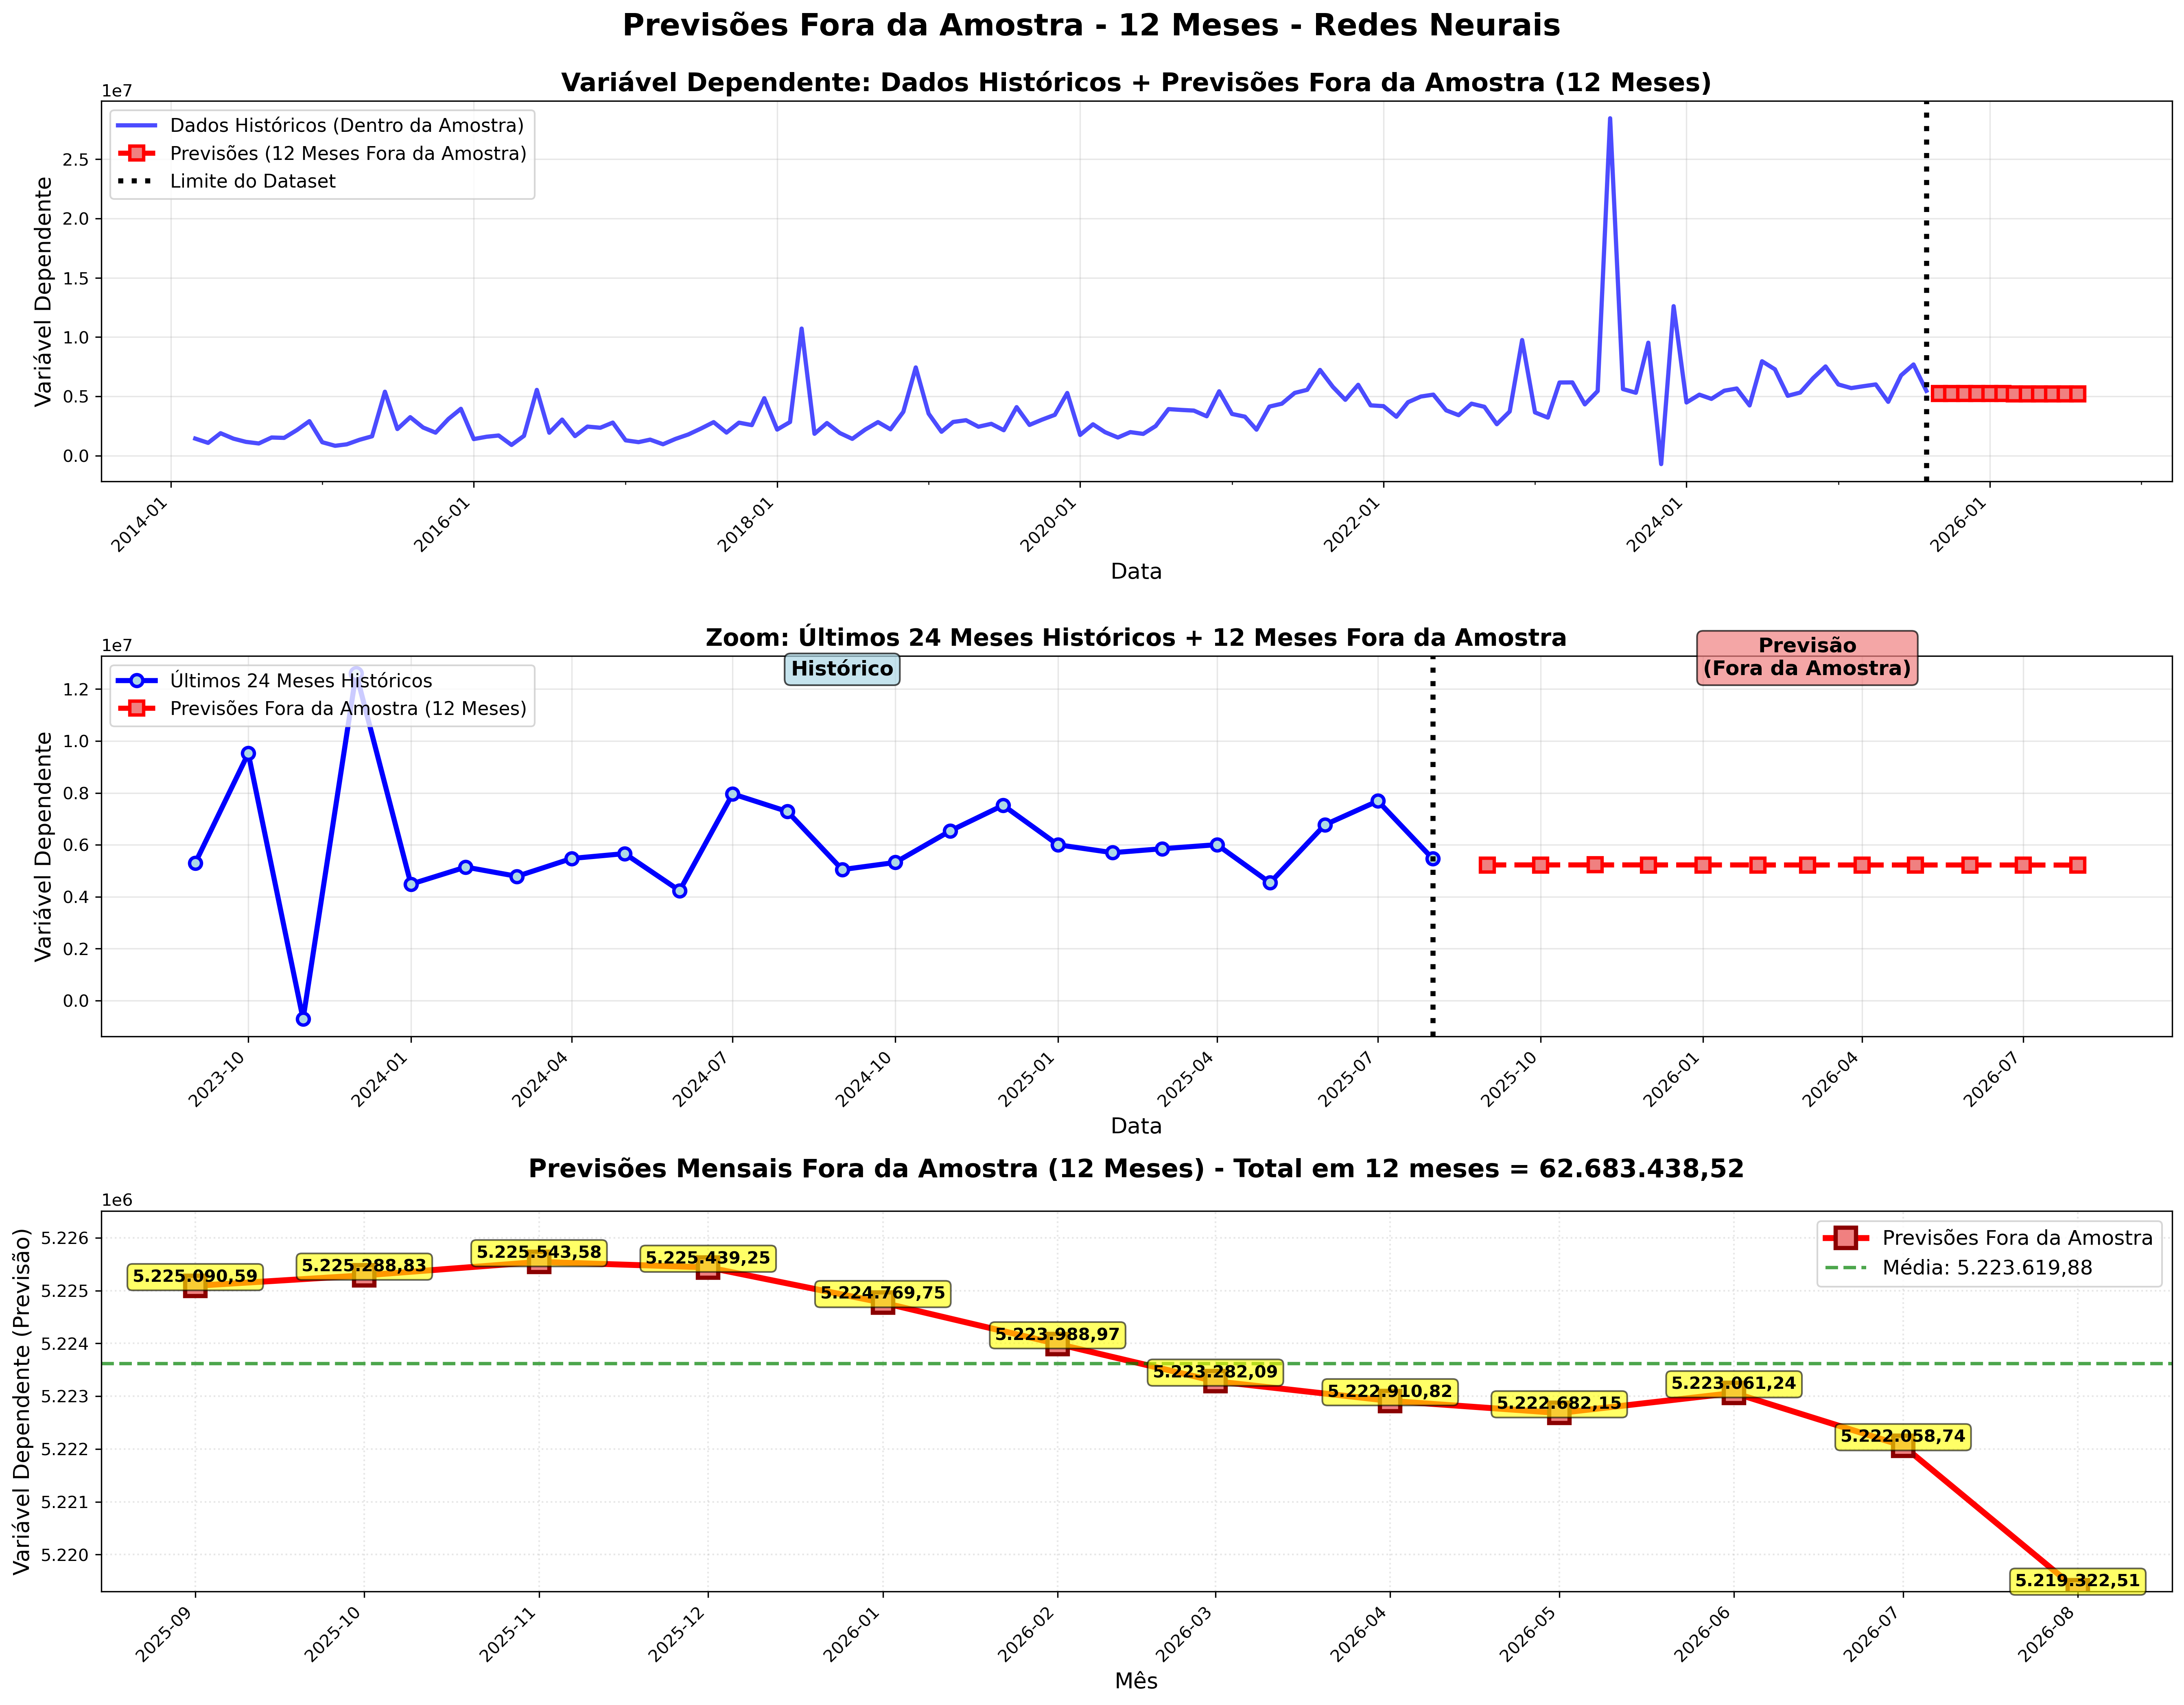 Previsões Fora da Amostra - 12 Meses - Redes Neurais
Variável Dependente: Dados Históricos + Previsões Fora da Amostra (12 Meses)
1e7
Dados Históricos (Dentro da Amostra)
Previsões (12 Meses Fora da Amostra)
Limite do Dataset
Variável Dependente
2.5
2.0
1.5
1.0
0.5
0.0
2014-01
2016-01
2018-01
2020-01
2022-01
2024-01
2026-01
Data
Zoom: Últimos 24 Meses Históricos + 12 Meses Fora da Amostra
1e7
Últimos 24 Meses Históricos
Previsões Fora da Amostra (12 Meses)
Histórico
Previsão
(Fora da Amostra)
Variável Dependente
1.2
1.0
0.8
0.6
0.4
0.2
0.0
2023-10
2024-01
2024-04
2024-07
2024-10
2025-01
2025-04
2025-07
2025-10
2026-01
2026-04
2026-07
Data
Previsões Mensais Fora da Amostra (12 Meses) - Total em 12 meses = 62.683.438,52
1e6
Previsões Fora da Amostra
Média: 5.223.619,88
Variável Dependente (Previsão)
5.226
5.225
5.224
5.223
5.222
5.221
5.220
5.225.090,59
5.225.288,83
5.225.543,58
5.225.439,25
5.224.769,75
5.223.988,97
5.223.282,09
5.222.910,82
5.222.682,15
5.223.061,24
5.222.058,74
5.219.322,51
2025-09
2025-10
2025-11
2025-12
2026-01
2026-02
2026-03
2026-04
2026-05
2026-06
2026-07
2026-08
Mês